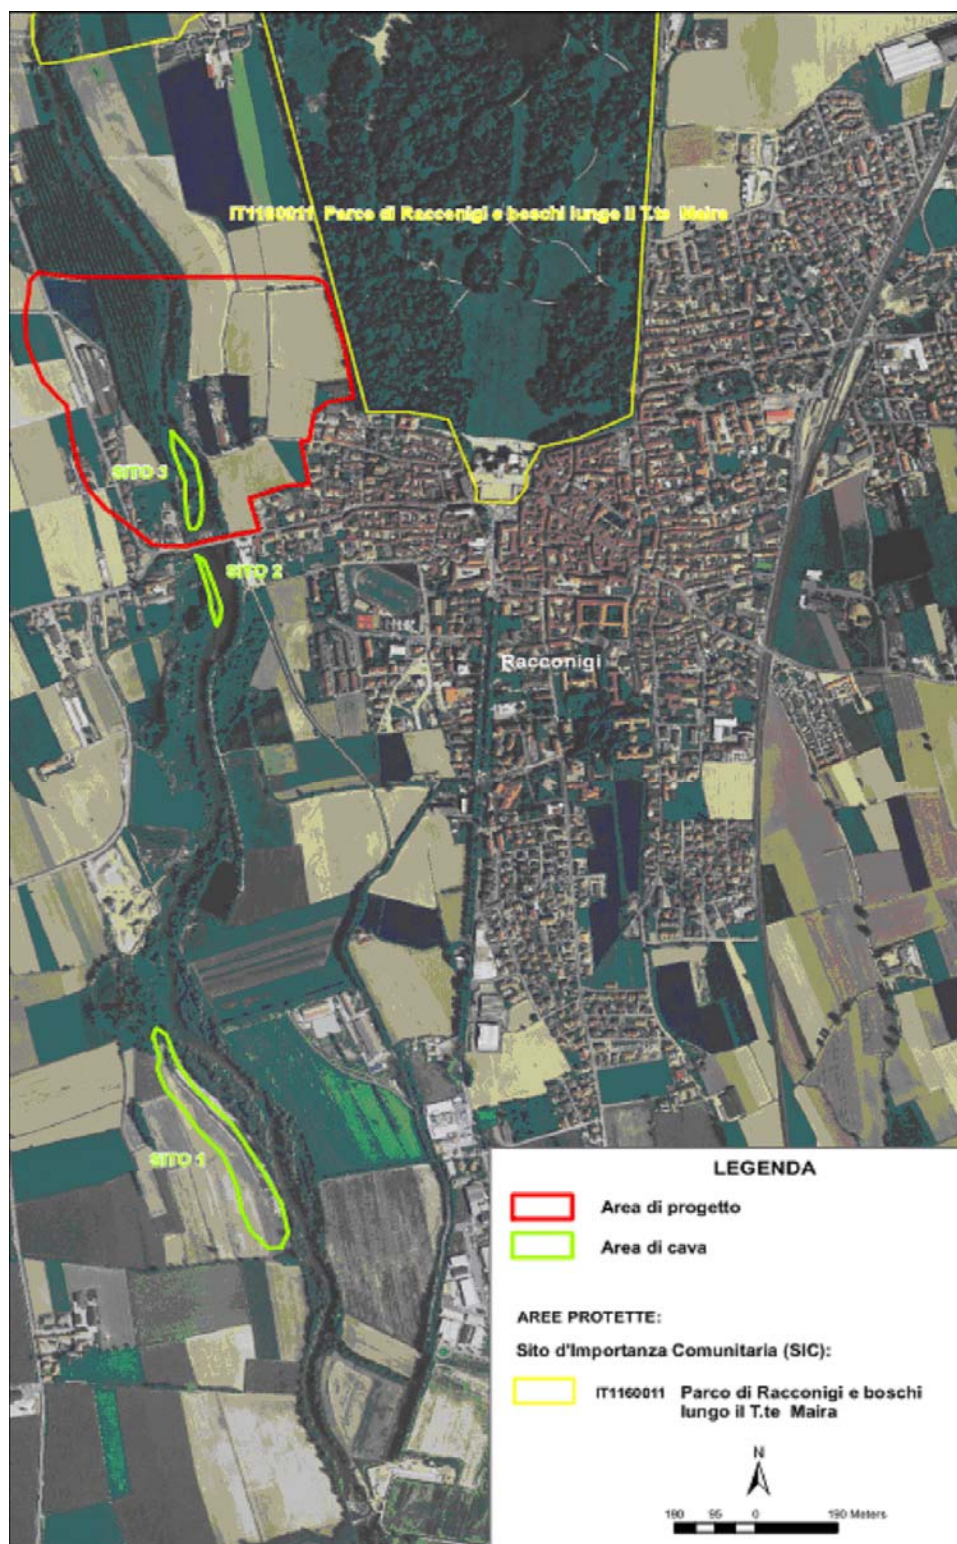 IT1160011 Parco di Racconigi e boschi lungo il T.te Maira
SITO 3
SITO 2
Racconigi
SITO 1
LEGENDA
Area di progetto
Area di cava
AREE PROTETTE:
Sito d'Importanza Comunitaria (SIC):
IT1160011 Parco di Racconigi e boschi
lungo il T.te Maira
N
190 95 0 190 Meters